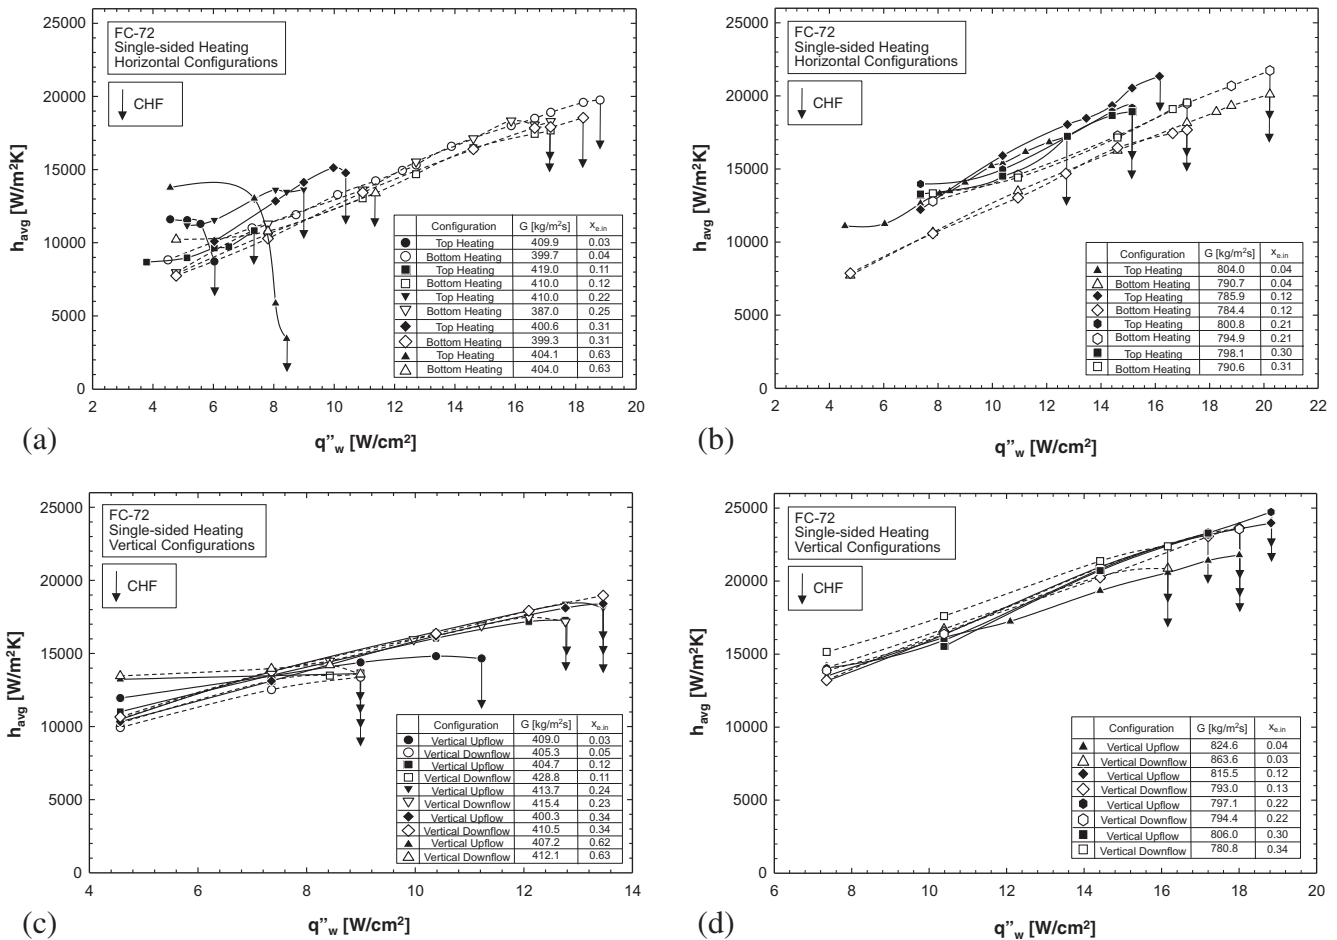 25000
20000
15000
10000
5000
0
h_avg [W/m²K]
FC-72
Single-sided Heating
Horizontal Configurations
CHF
Configuration G [kg/m²s] x_e.in
Top Heating 409.9 0.03
Bottom Heating 399.7 0.04
Top Heating 419.0 0.11
Bottom Heating 410.0 0.12
Top Heating 410.0 0.22
Bottom Heating 387.0 0.25
Top Heating 400.6 0.31
Bottom Heating 399.3 0.31
Top Heating 404.1 0.63
Bottom Heating 404.0 0.63
2 4 6 8 10 12 14 16 18 20
(a)
q"w [W/cm²]
25000
20000
15000
10000
5000
0
h_avg [W/m²K]
FC-72
Single-sided Heating
Horizontal Configurations
CHF
Configuration G [kg/m²s] x_e.in
Top Heating 804.0 0.04
Bottom Heating 790.7 0.04
Top Heating 785.9 0.12
Bottom Heating 784.4 0.12
Top Heating 800.8 0.21
Bottom Heating 794.9 0.21
Top Heating 798.1 0.30
Bottom Heating 790.6 0.31
2 4 6 8 10 12 14 16 18 20 22
(b)
q"w [W/cm²]
25000
20000
15000
10000
5000
0
h_avg [W/m²K]
FC-72
Single-sided Heating
Vertical Configurations
CHF
Configuration G [kg/m²s] x_e.in
Vertical Upflow 409.0 0.03
Vertical Downflow 405.3 0.05
Vertical Upflow 404.7 0.12
Vertical Downflow 428.8 0.11
Vertical Upflow 413.7 0.24
Vertical Downflow 415.4 0.23
Vertical Upflow 400.3 0.34
Vertical Downflow 410.5 0.34
Vertical Upflow 407.2 0.62
Vertical Downflow 412.1 0.63
4 6 8 10 12 14
(c)
q"w [W/cm²]
25000
20000
15000
10000
5000
0
h_avg [W/m²K]
FC-72
Single-sided Heating
Vertical Configurations
CHF
Configuration G [kg/m²s] x_e.in
Vertical Upflow 824.6 0.04
Vertical Downflow 863.6 0.03
Vertical Upflow 815.5 0.12
Vertical Downflow 793.0 0.13
Vertical Upflow 797.1 0.22
Vertical Downflow 794.4 0.22
Vertical Upflow 806.0 0.30
Vertical Downflow 780.8 0.34
6 8 10 12 14 16 18 20
(d)
q"w [W/cm²]